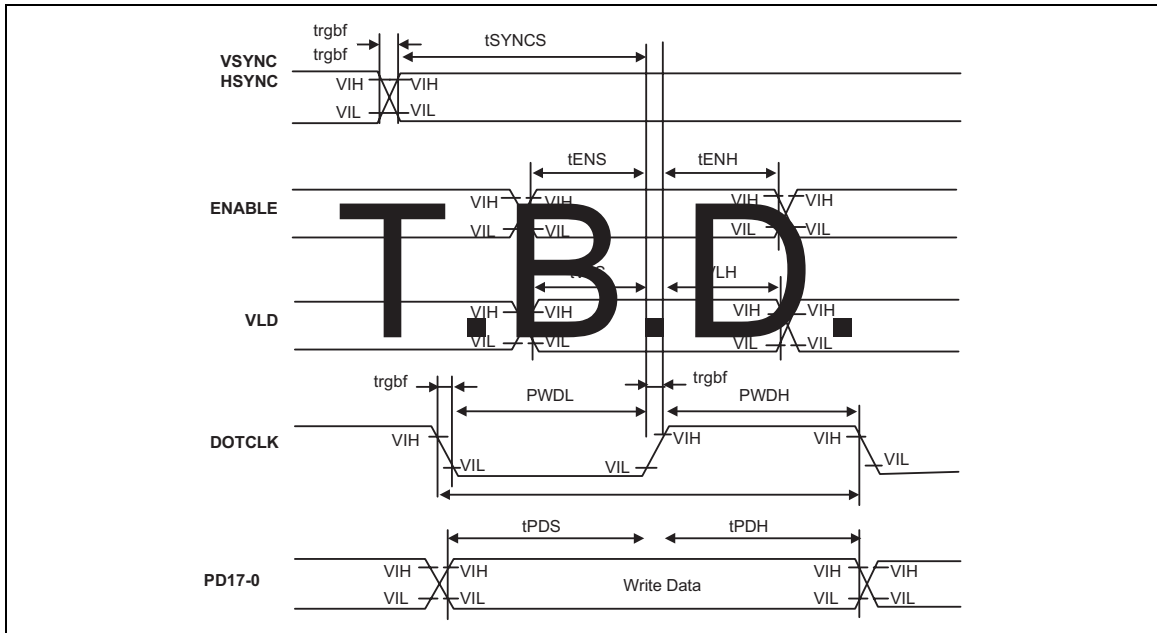 trgbf
trgbf
tSYNCS
VSYNC
HSYNC
VIH VIH
VIL VIL
tENS tENH
ENABLE
VIH VIH VIH VIH
VIL VIL VIL VIL
T.B.D.
VLD
VIH VIH VIH VIH
VIL VIL VIL VIL
trgbf trgbf
PWDL PWDH
DOTCLK
VIH VIH VIH
VIL VIL VIL
tPDS tPDH
PD17-0
VIH VIH Write Data VIH VIH
VIL VIL VIL VIL